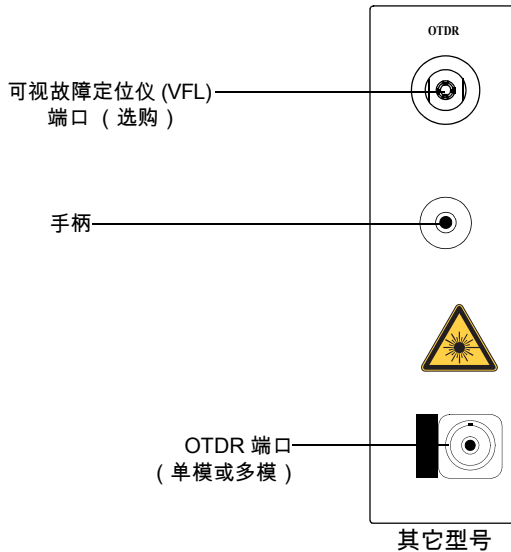 OTDR
可视故障定位仪 (VFL)
端口 （ 选购 ）
手柄
OTDR 端口
（ 单模或多模 ）
其它型号